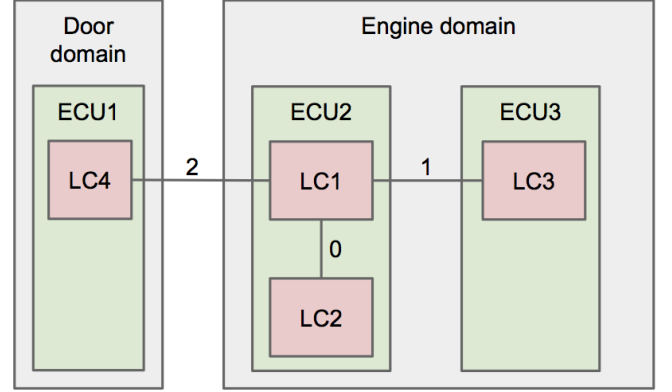 Door
domain
Engine domain
ECU1
ECU2
ECU3
LC4
2
LC1
1
LC3
0
LC2